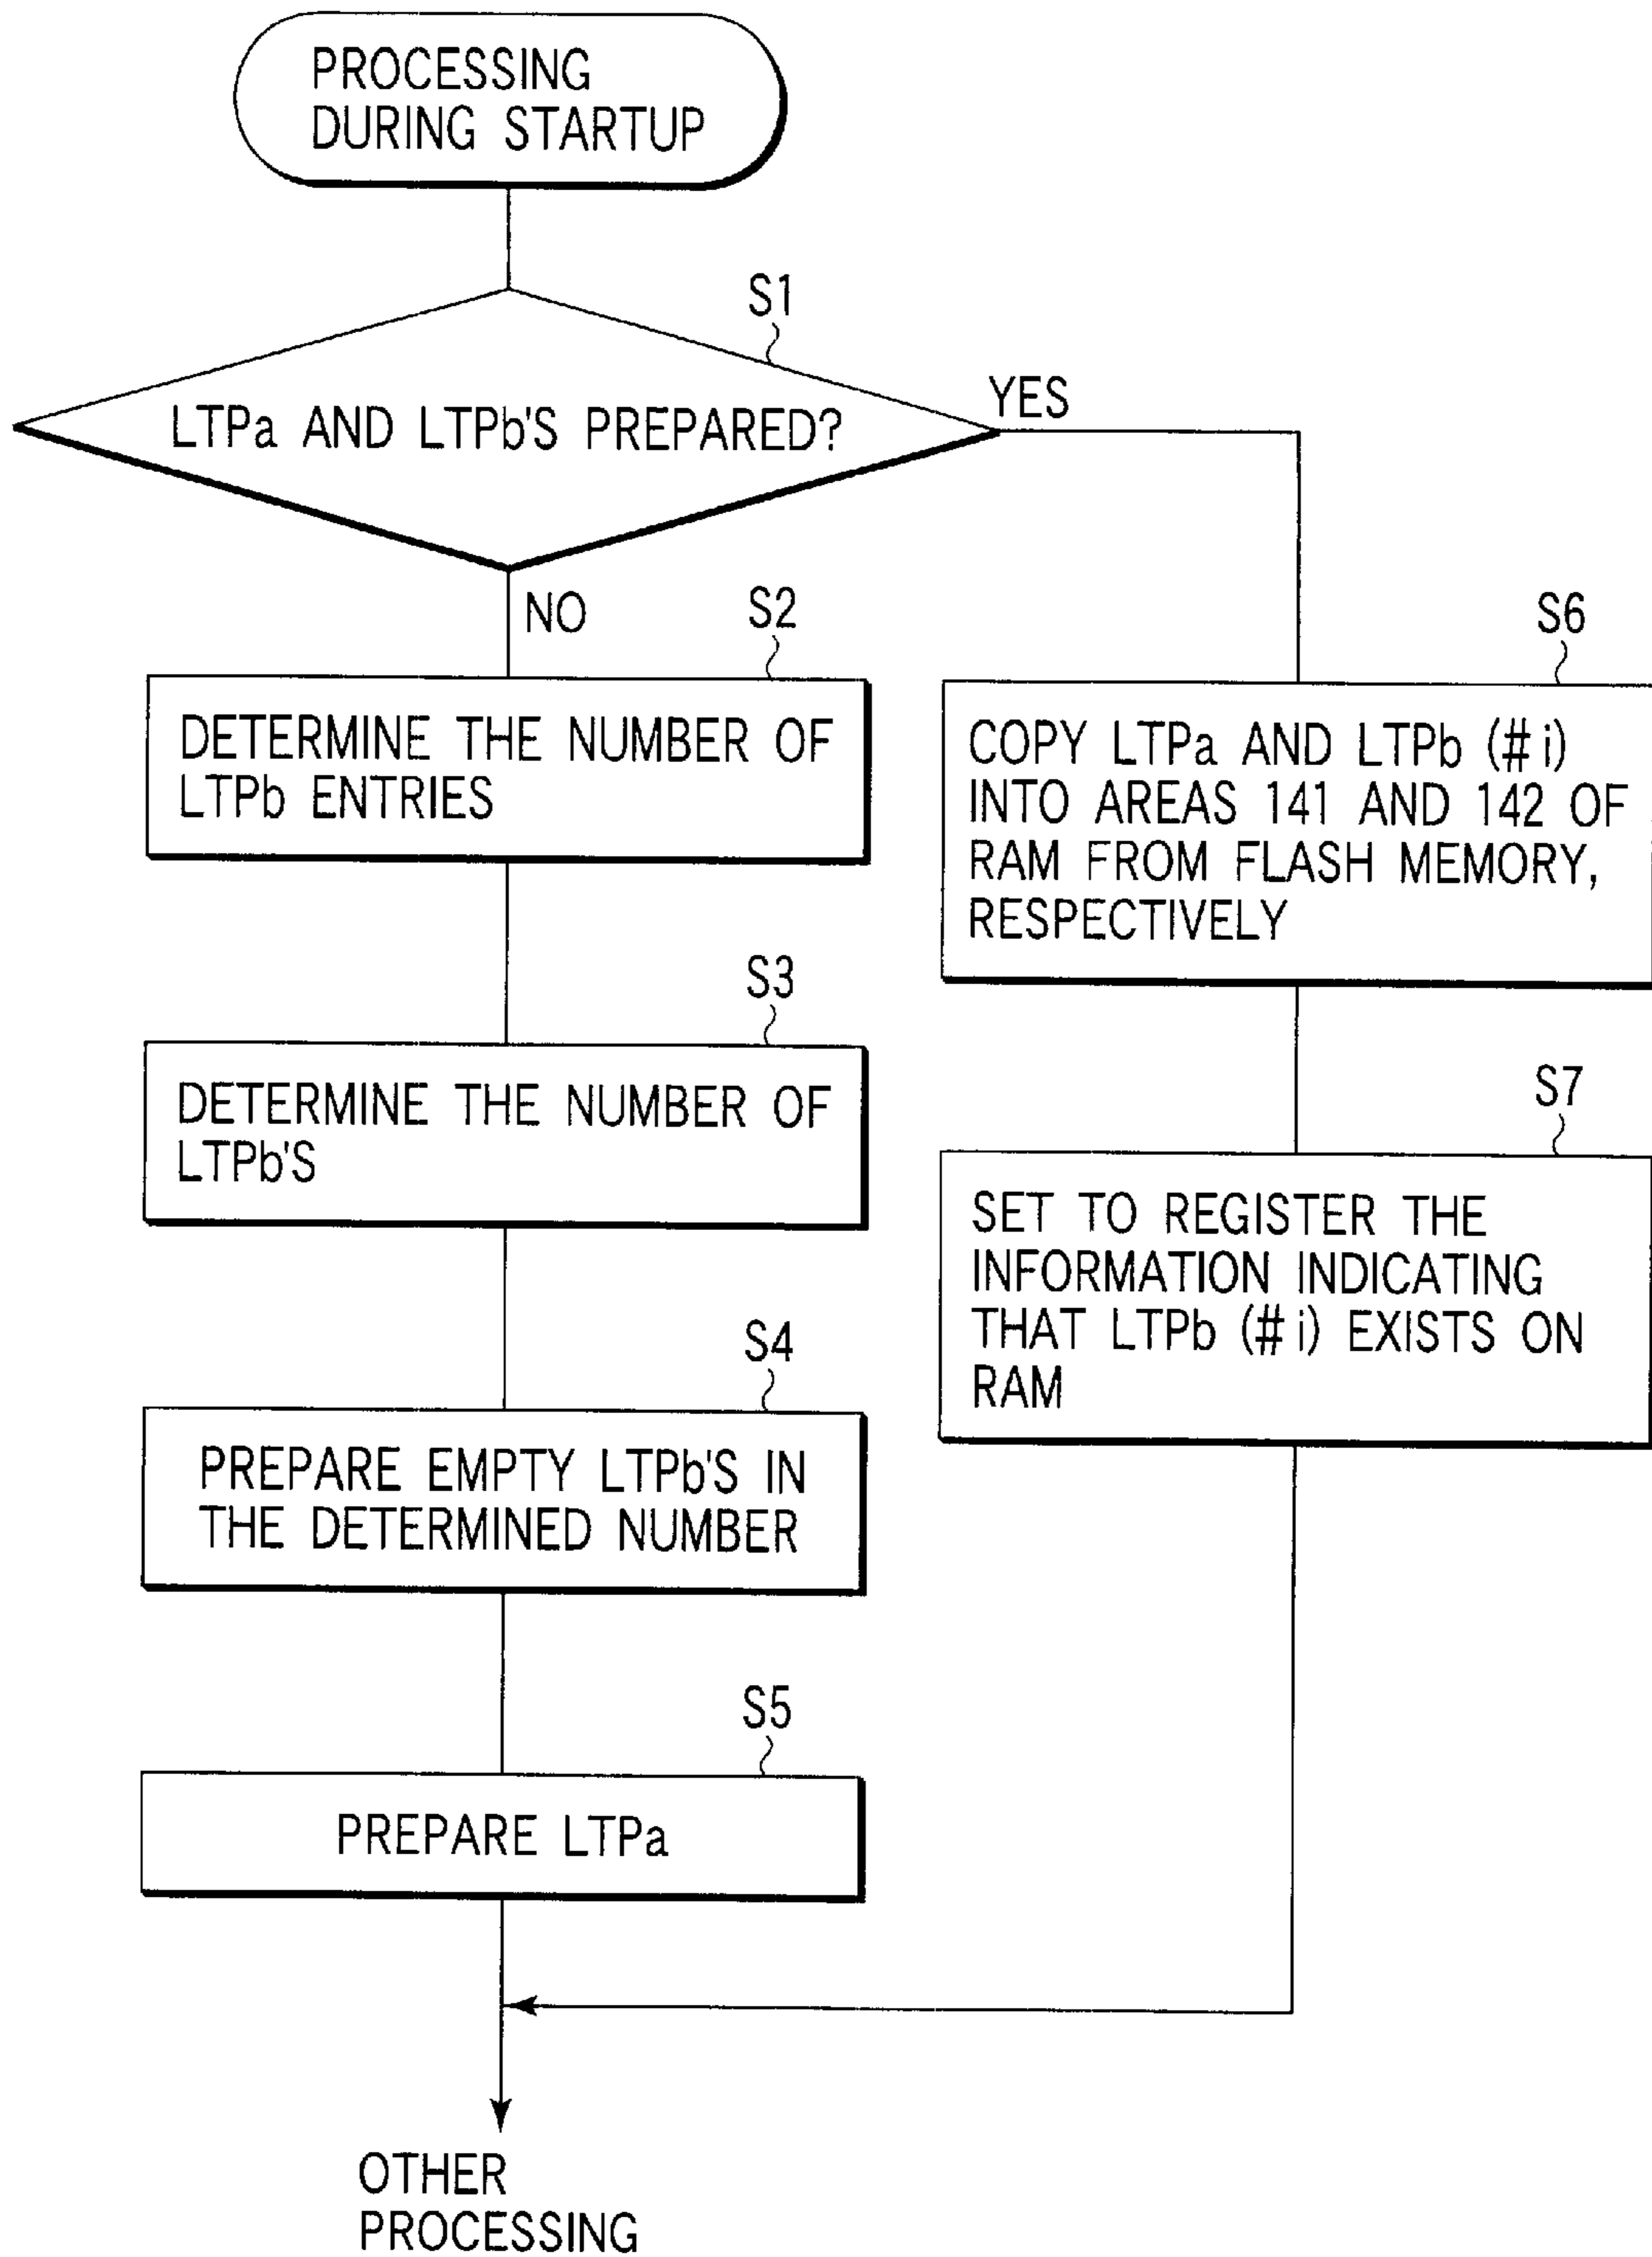 PROCESSING
DURING STARTUP
S1
LTPa AND LTPb'S PREPARED?
YES
NO
S2
DETERMINE THE NUMBER OF
LTPb ENTRIES
S3
DETERMINE THE NUMBER OF
LTPb'S
S4
PREPARE EMPTY LTPb'S IN
THE DETERMINED NUMBER
S5
PREPARE LTPa
S6
COPY LTPa AND LTPb (# i)
INTO AREAS 141 AND 142 OF
RAM FROM FLASH MEMORY,
RESPECTIVELY
S7
SET TO REGISTER THE
INFORMATION INDICATING
THAT LTPb (# i) EXISTS ON
RAM
OTHER
PROCESSING